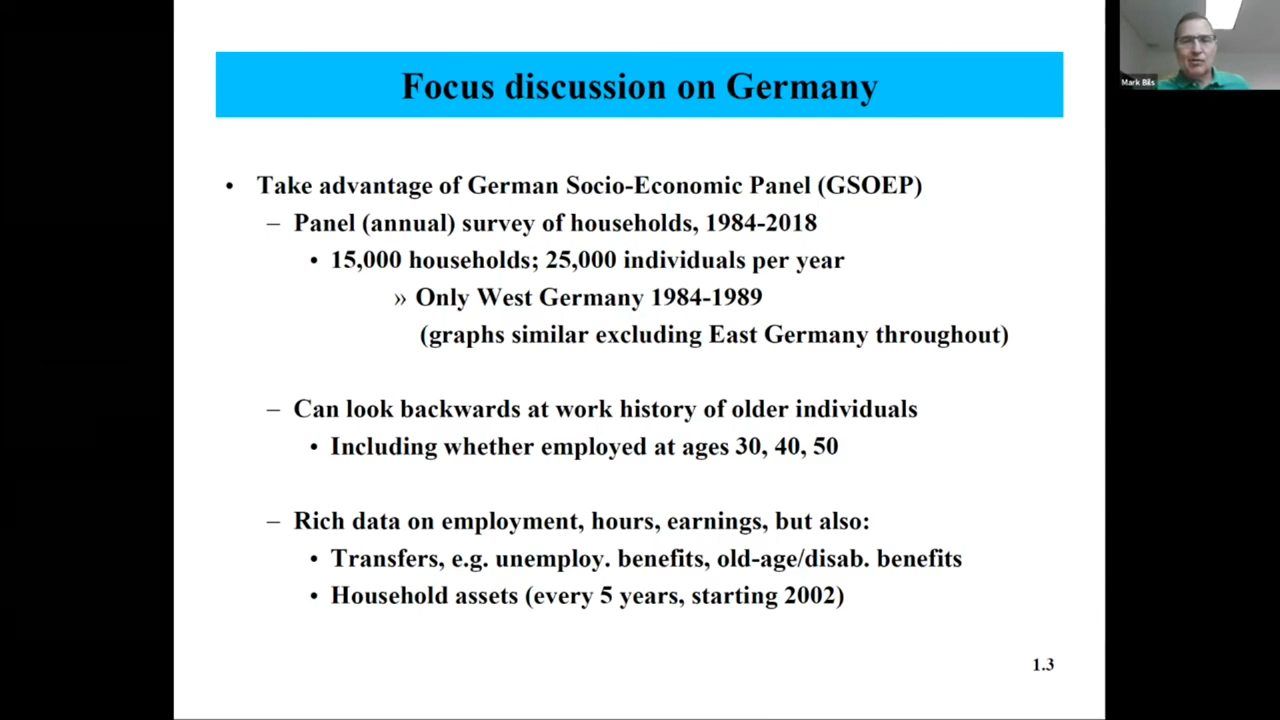 Focus discussion on Germany
• Take advantage of German Socio-Economic Panel (GSOEP)
– Panel (annual) survey of households, 1984-2018
• 15,000 households; 25,000 individuals per year
» Only West Germany 1984-1989
(graphs similar excluding East Germany throughout)
– Can look backwards at work history of older individuals
• Including whether employed at ages 30, 40, 50
– Rich data on employment, hours, earnings, but also:
• Transfers, e.g. unemploy. benefits, old-age/disab. benefits
• Household assets (every 5 years, starting 2002)
1.3
Mark Bils